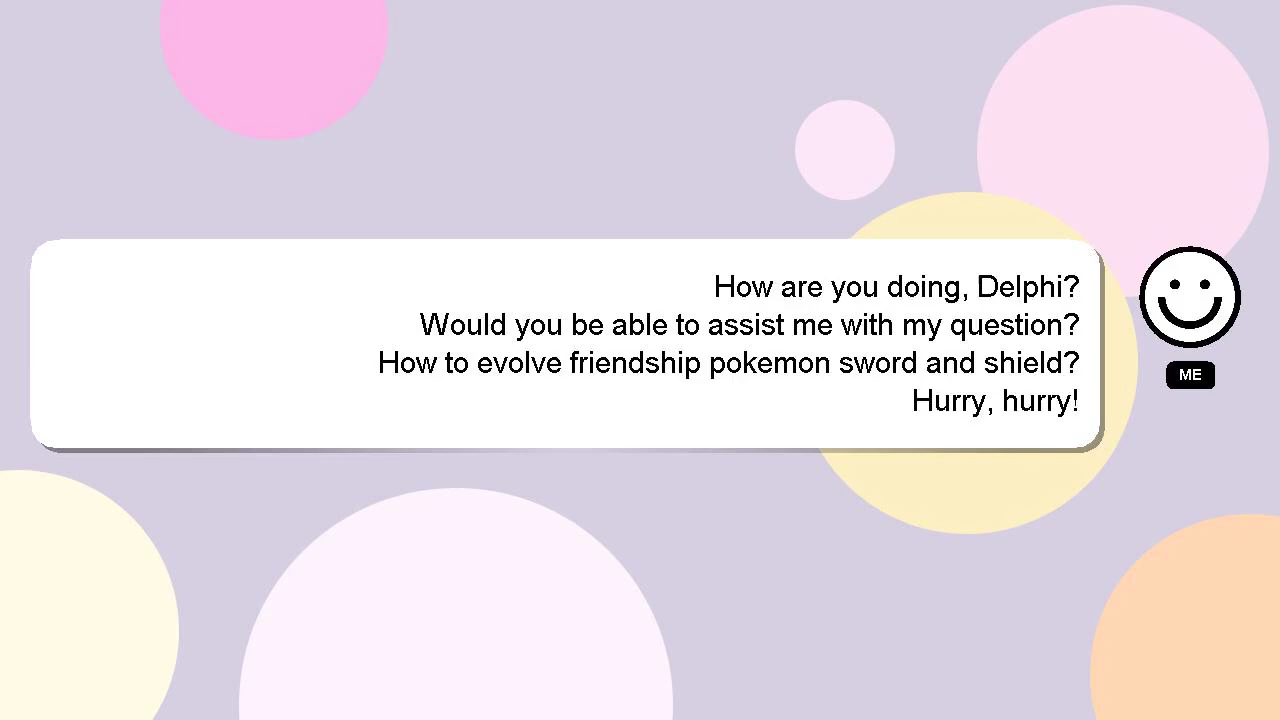 How are you doing, Delphi?
Would you be able to assist me with my question?
How to evolve friendship pokemon sword and shield?
Hurry, hurry!
ME